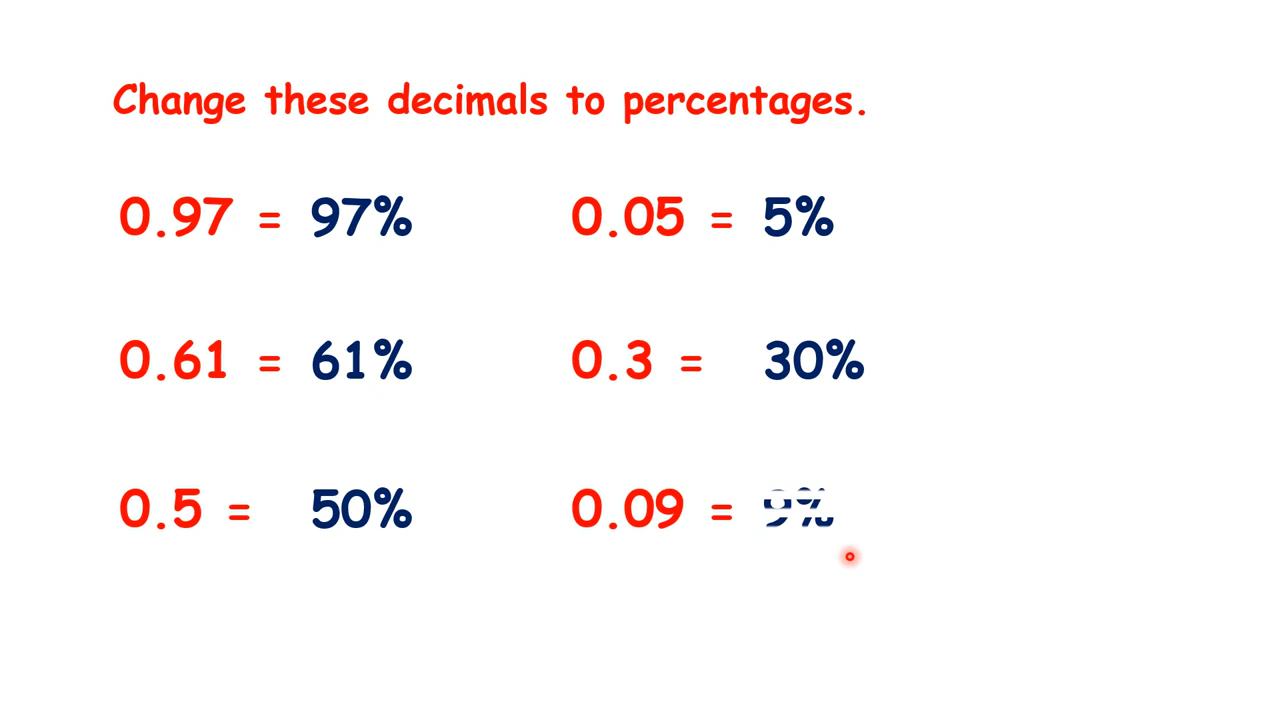 Change these decimals to percentages.
0.97 = 97%
0.05 = 5%
0.61 = 61%
0.3 = 30%
0.5 = 50%
0.09 = 9%